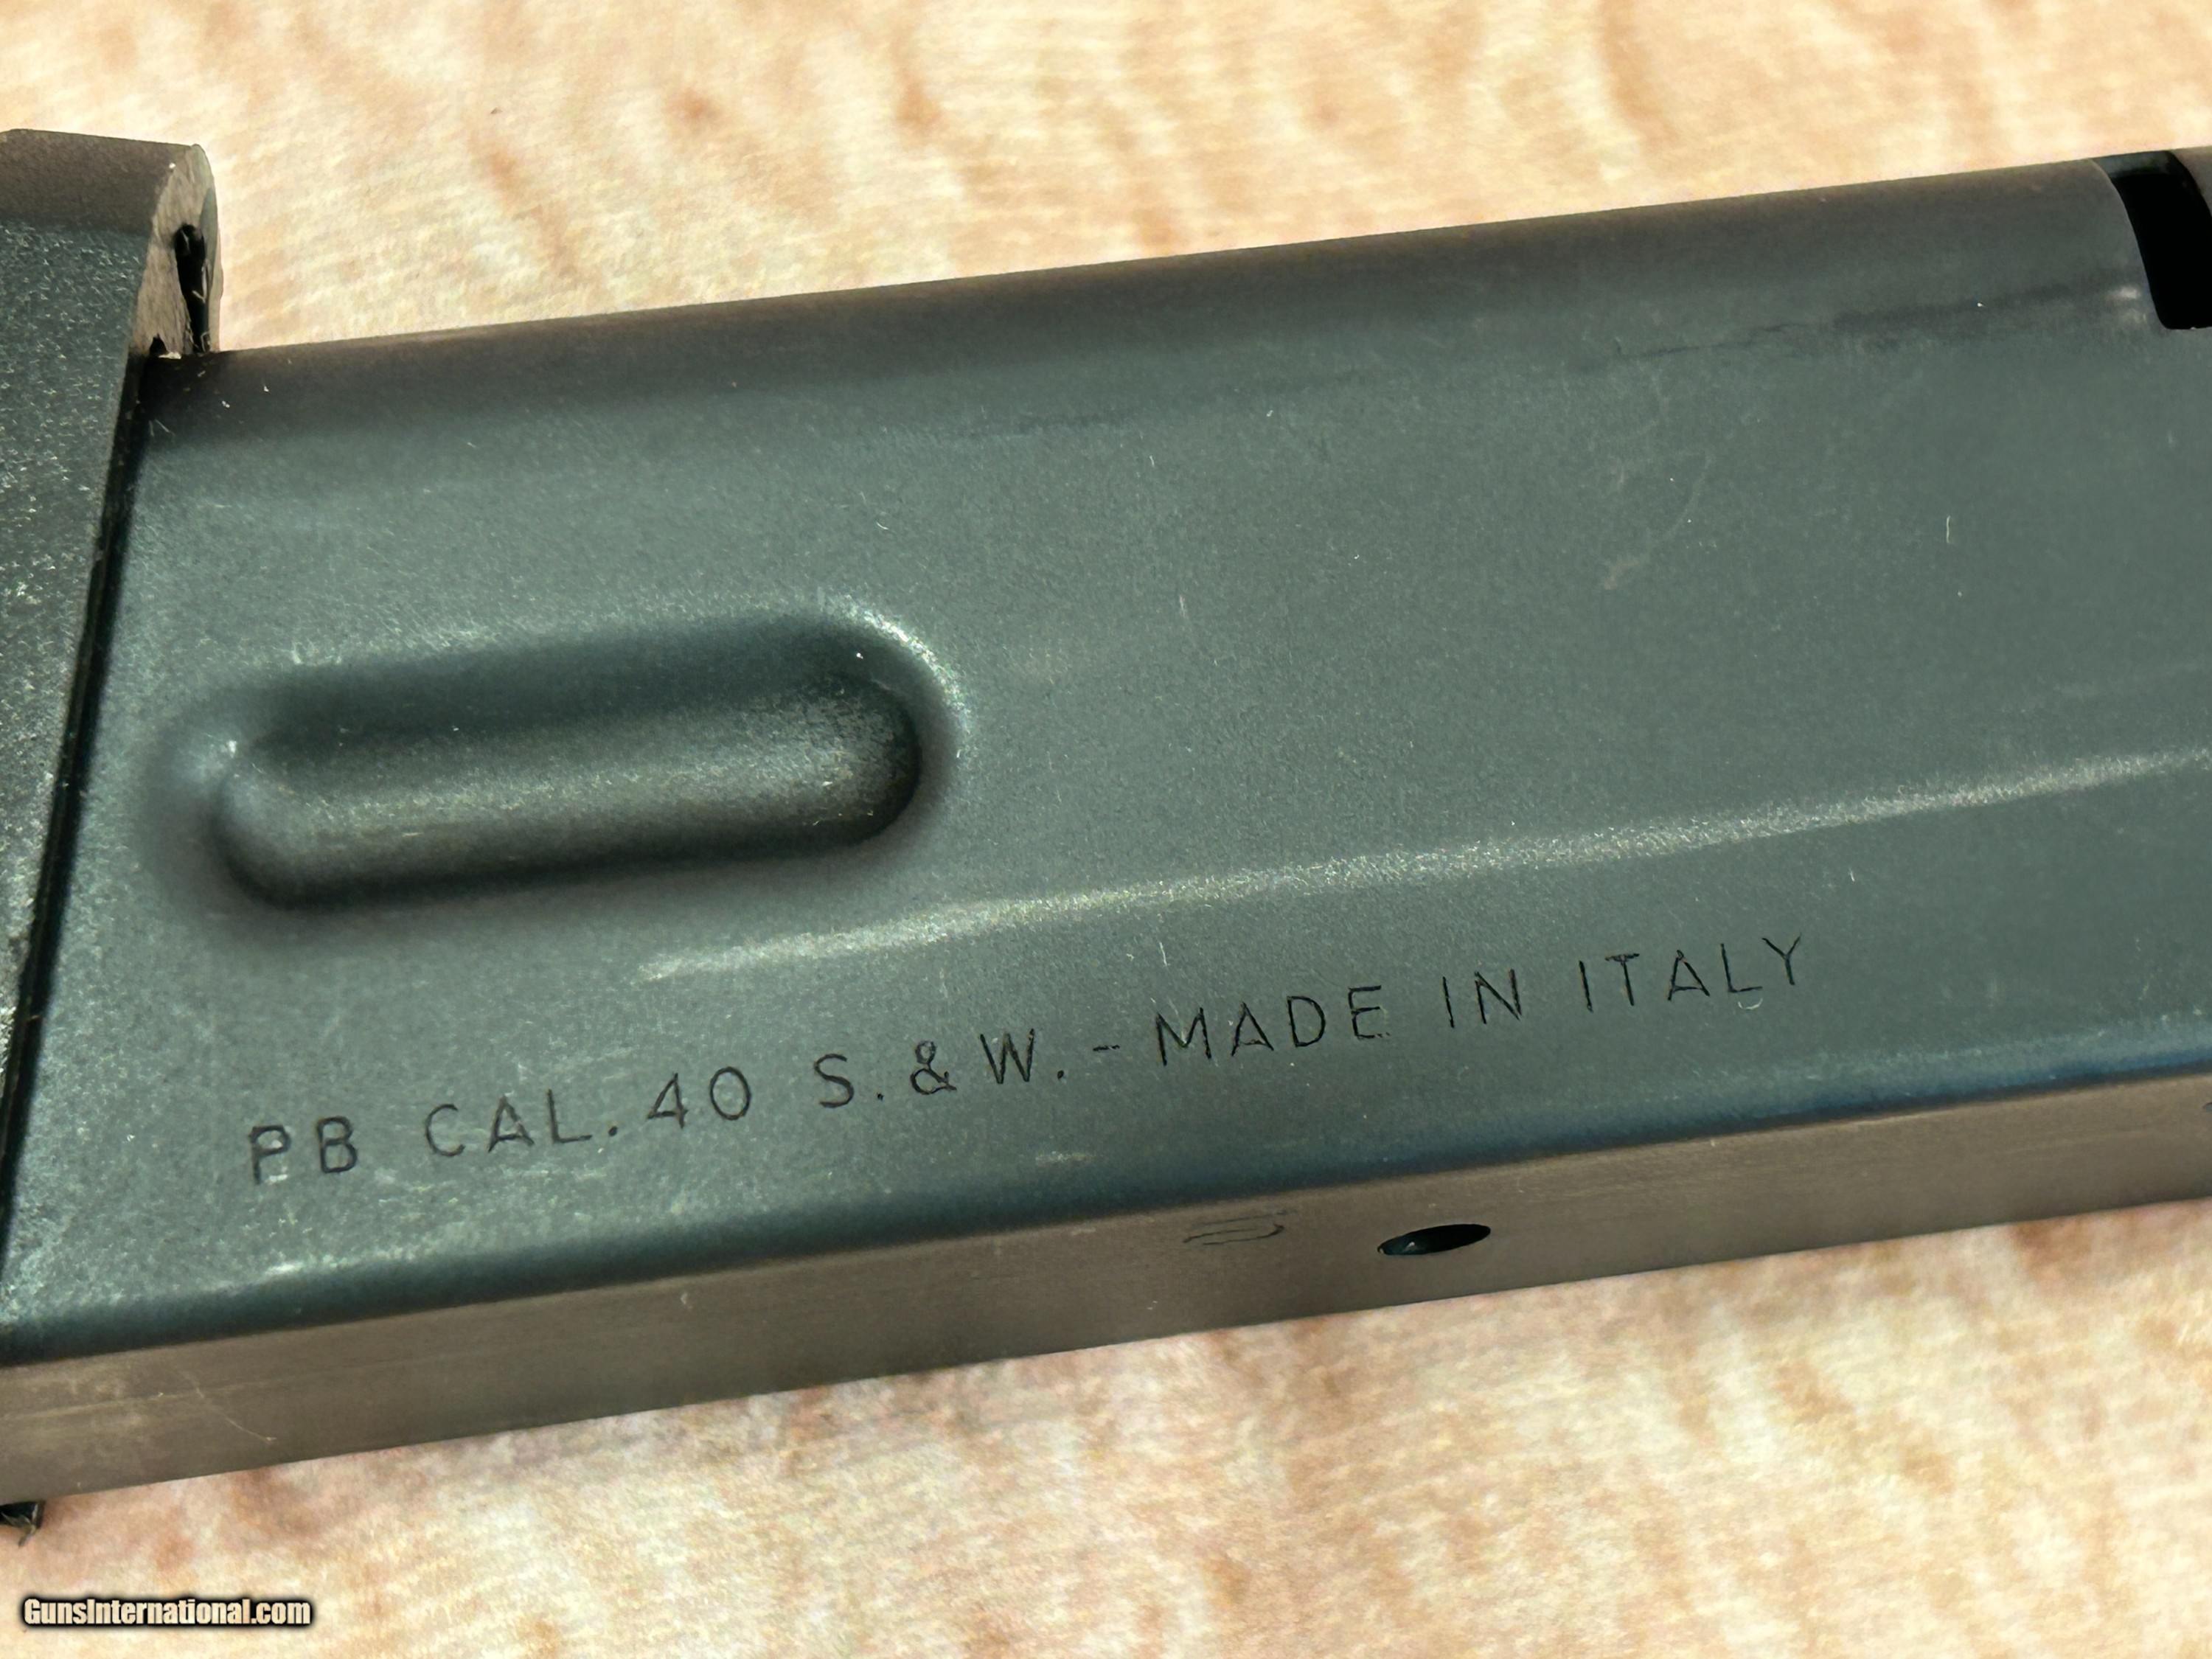 PB CAL. 40 S. & W. - MADE IN ITALY
GunsInternational.com